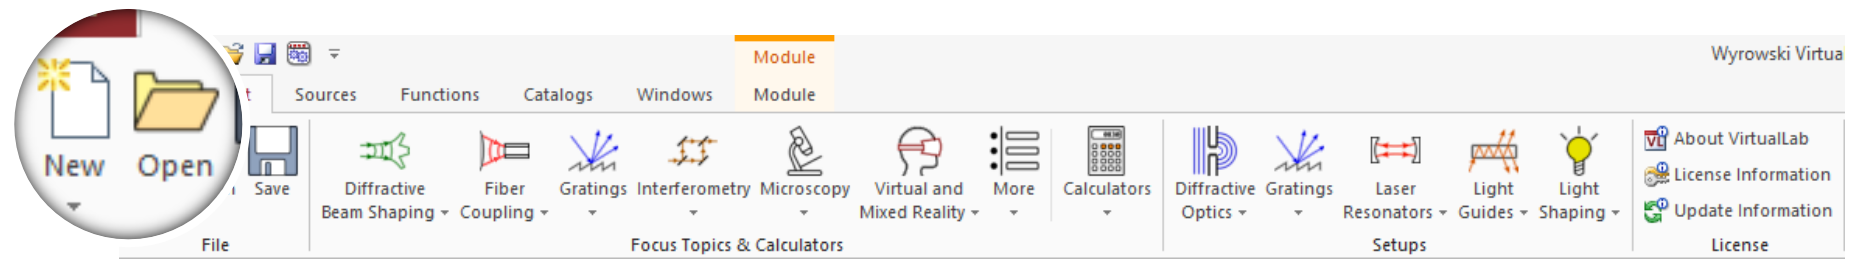 Module
Wyrowski Virtua
Sources Functions Catalogs Windows Module
New Open Save
Diffractive Beam Shaping
Fiber Coupling
Gratings
Interferometry
Microscopy
Virtual and Mixed Reality
More
Calculators
Diffractive Optics
Gratings
Laser Resonators
Light Guides
Light Shaping
About VirtualLab
License Information
Update Information
File
Focus Topics & Calculators
Setups
License